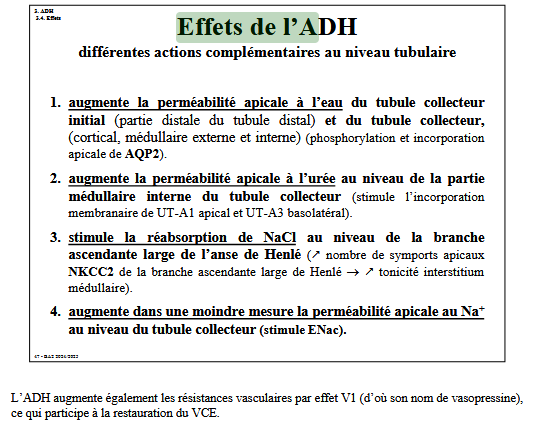 3. ADH
3.4. Effets
Effets de l’ADH
différentes actions complémentaires au niveau tubulaire
1. augmente la perméabilité apicale à l’eau du tubule collecteur
initial (partie distale du tubule distal) et du tubule collecteur,
(cortical, médullaire externe et interne) (phosphorylation et incorporation
apicale de AQP2).
2. augmente la perméabilité apicale à l’urée au niveau de la partie
médullaire interne du tubule collecteur (stimule l’incorporation
membranaire de UT-A1 apical et UT-A3 basolatéral).
3. stimule la réabsorption de NaCl au niveau de la branche
ascendante large de l’anse de Henlé (↗ nombre de symports apicaux
NKCC2 de la branche ascendante large de Henlé → ↗ tonicité interstitium
médullaire).
4. augmente dans une moindre mesure la perméabilité apicale au Na⁺
au niveau du tubule collecteur (stimule ENac).
47 - BA2 2024/2025
L’ADH augmente également les résistances vasculaires par effet V1 (d’où son nom de vasopressine),
ce qui participe à la restauration du VCE.